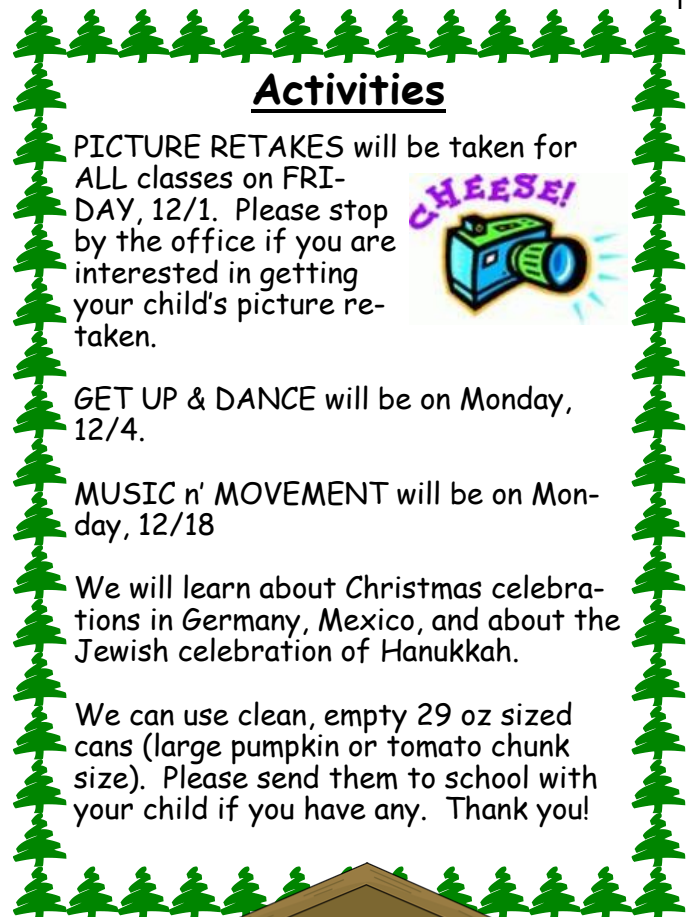 Activities
PICTURE RETAKES will be taken for
ALL classes on FRI-
DAY, 12/1.  Please stop
by the office if you are
interested in getting
your child's picture re-
taken.
CHEESE!
GET UP & DANCE will be on Monday,
12/4.
MUSIC n' MOVEMENT will be on Mon-
day, 12/18
We will learn about Christmas celebra-
tions in Germany, Mexico, and about the
Jewish celebration of Hanukkah.
We can use clean, empty 29 oz sized
cans (large pumpkin or tomato chunk
size).  Please send them to school with
your child if you have any.  Thank you!